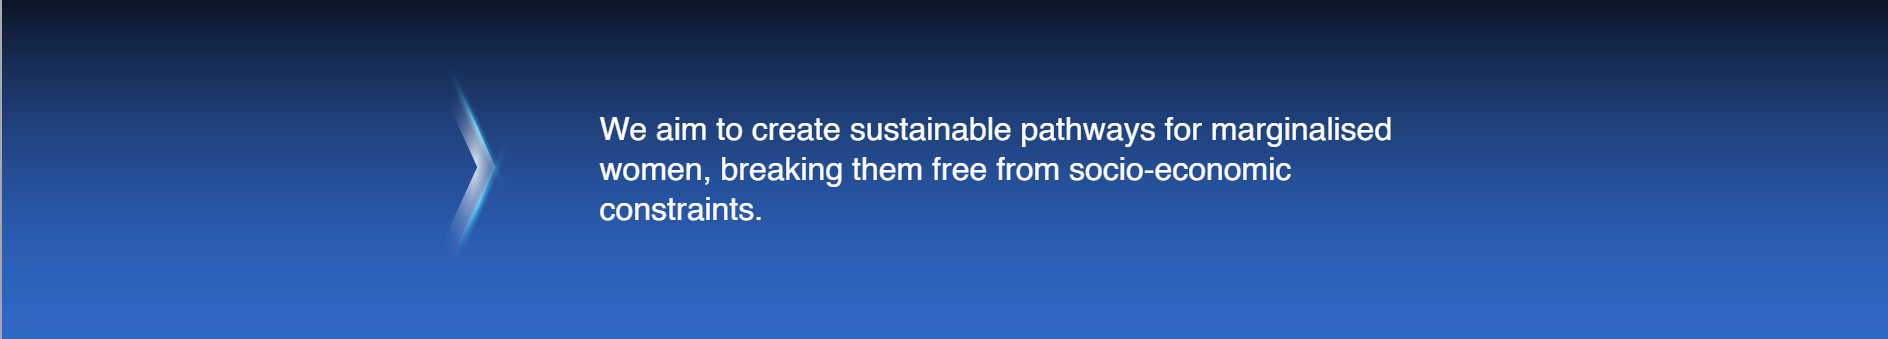 We aim to create sustainable pathways for marginalised
women, breaking them free from socio-economic
constraints.